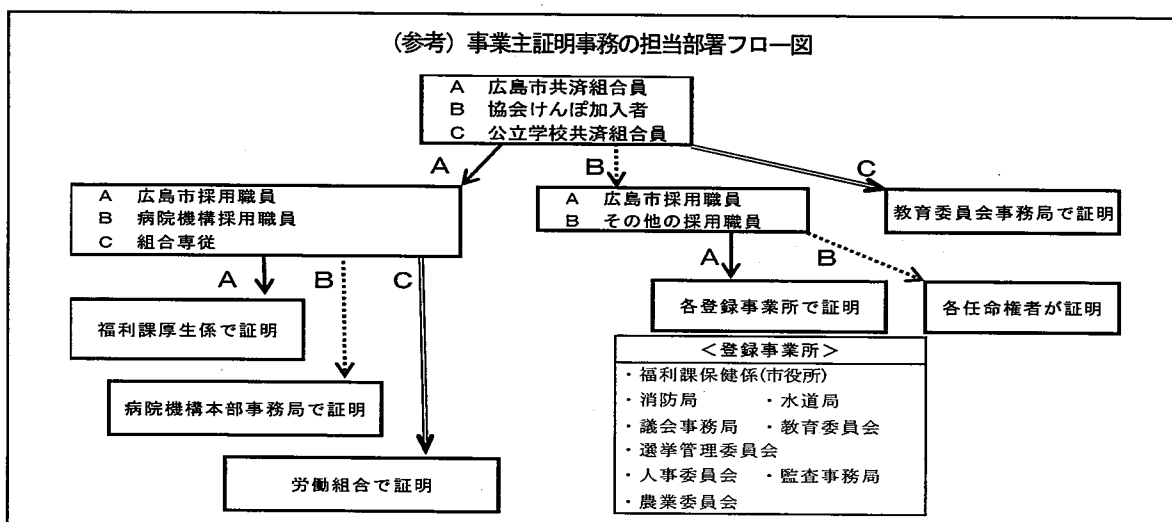 （参考）事業主証明事務の担当部署フロー図
A 広島市共済組合員
B 協会けんぽ加入者
C 公立学校共済組合員
A
B
C
A 広島市採用職員
B 病院機構採用職員
C 組合専従
A 広島市採用職員
B その他の採用職員
教育委員会事務局で証明
A
B
C
A
B
福利課厚生係で証明
各登録事業所で証明
各任命権者が証明
病院機構本部事務局で証明
労働組合で証明
＜登録事業所＞
・福利課保健係(市役所)
・消防局 ・水道局
・議会事務局 ・教育委員会
・選挙管理委員会
・人事委員会 ・監査事務局
・農業委員会